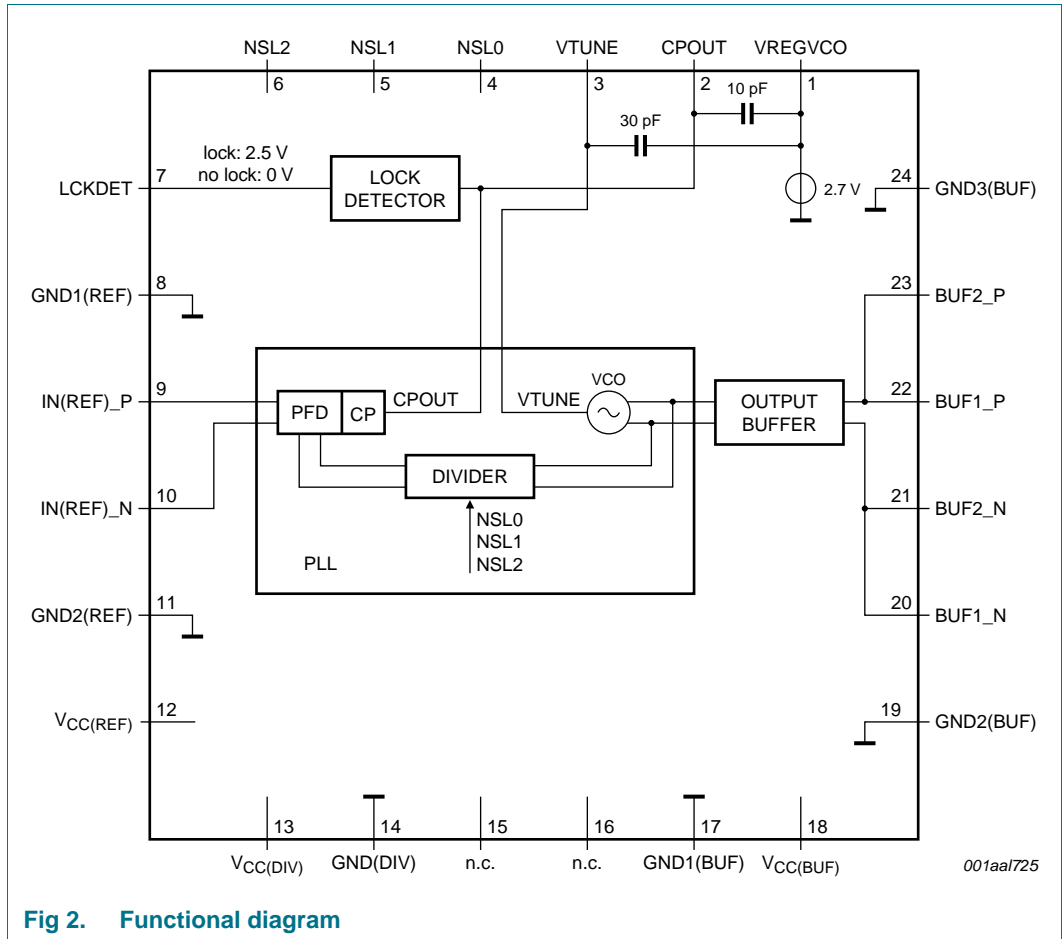 NSL2 NSL1 NSL0 VTUNE CPOUT VREGVCO
6 5 4 3 2 1
10 pF
30 pF
lock: 2.5 V
no lock: 0 V
LCKDET 7
LOCK
DETECTOR
2.7 V
24 GND3(BUF)
GND1(REF) 8
23 BUF2_P
IN(REF)_P 9
PFD CP CPOUT
VTUNE VCO
OUTPUT
BUFFER
22 BUF1_P
DIVIDER
IN(REF)_N 10
NSL0
NSL1
NSL2
21 BUF2_N
PLL
GND2(REF) 11
20 BUF1_N
VCC(REF) 12
19 GND2(BUF)
13 14 15 16 17 18
VCC(DIV) GND(DIV) n.c. n.c. GND1(BUF) VCC(BUF)
001aal725
Fig 2. Functional diagram